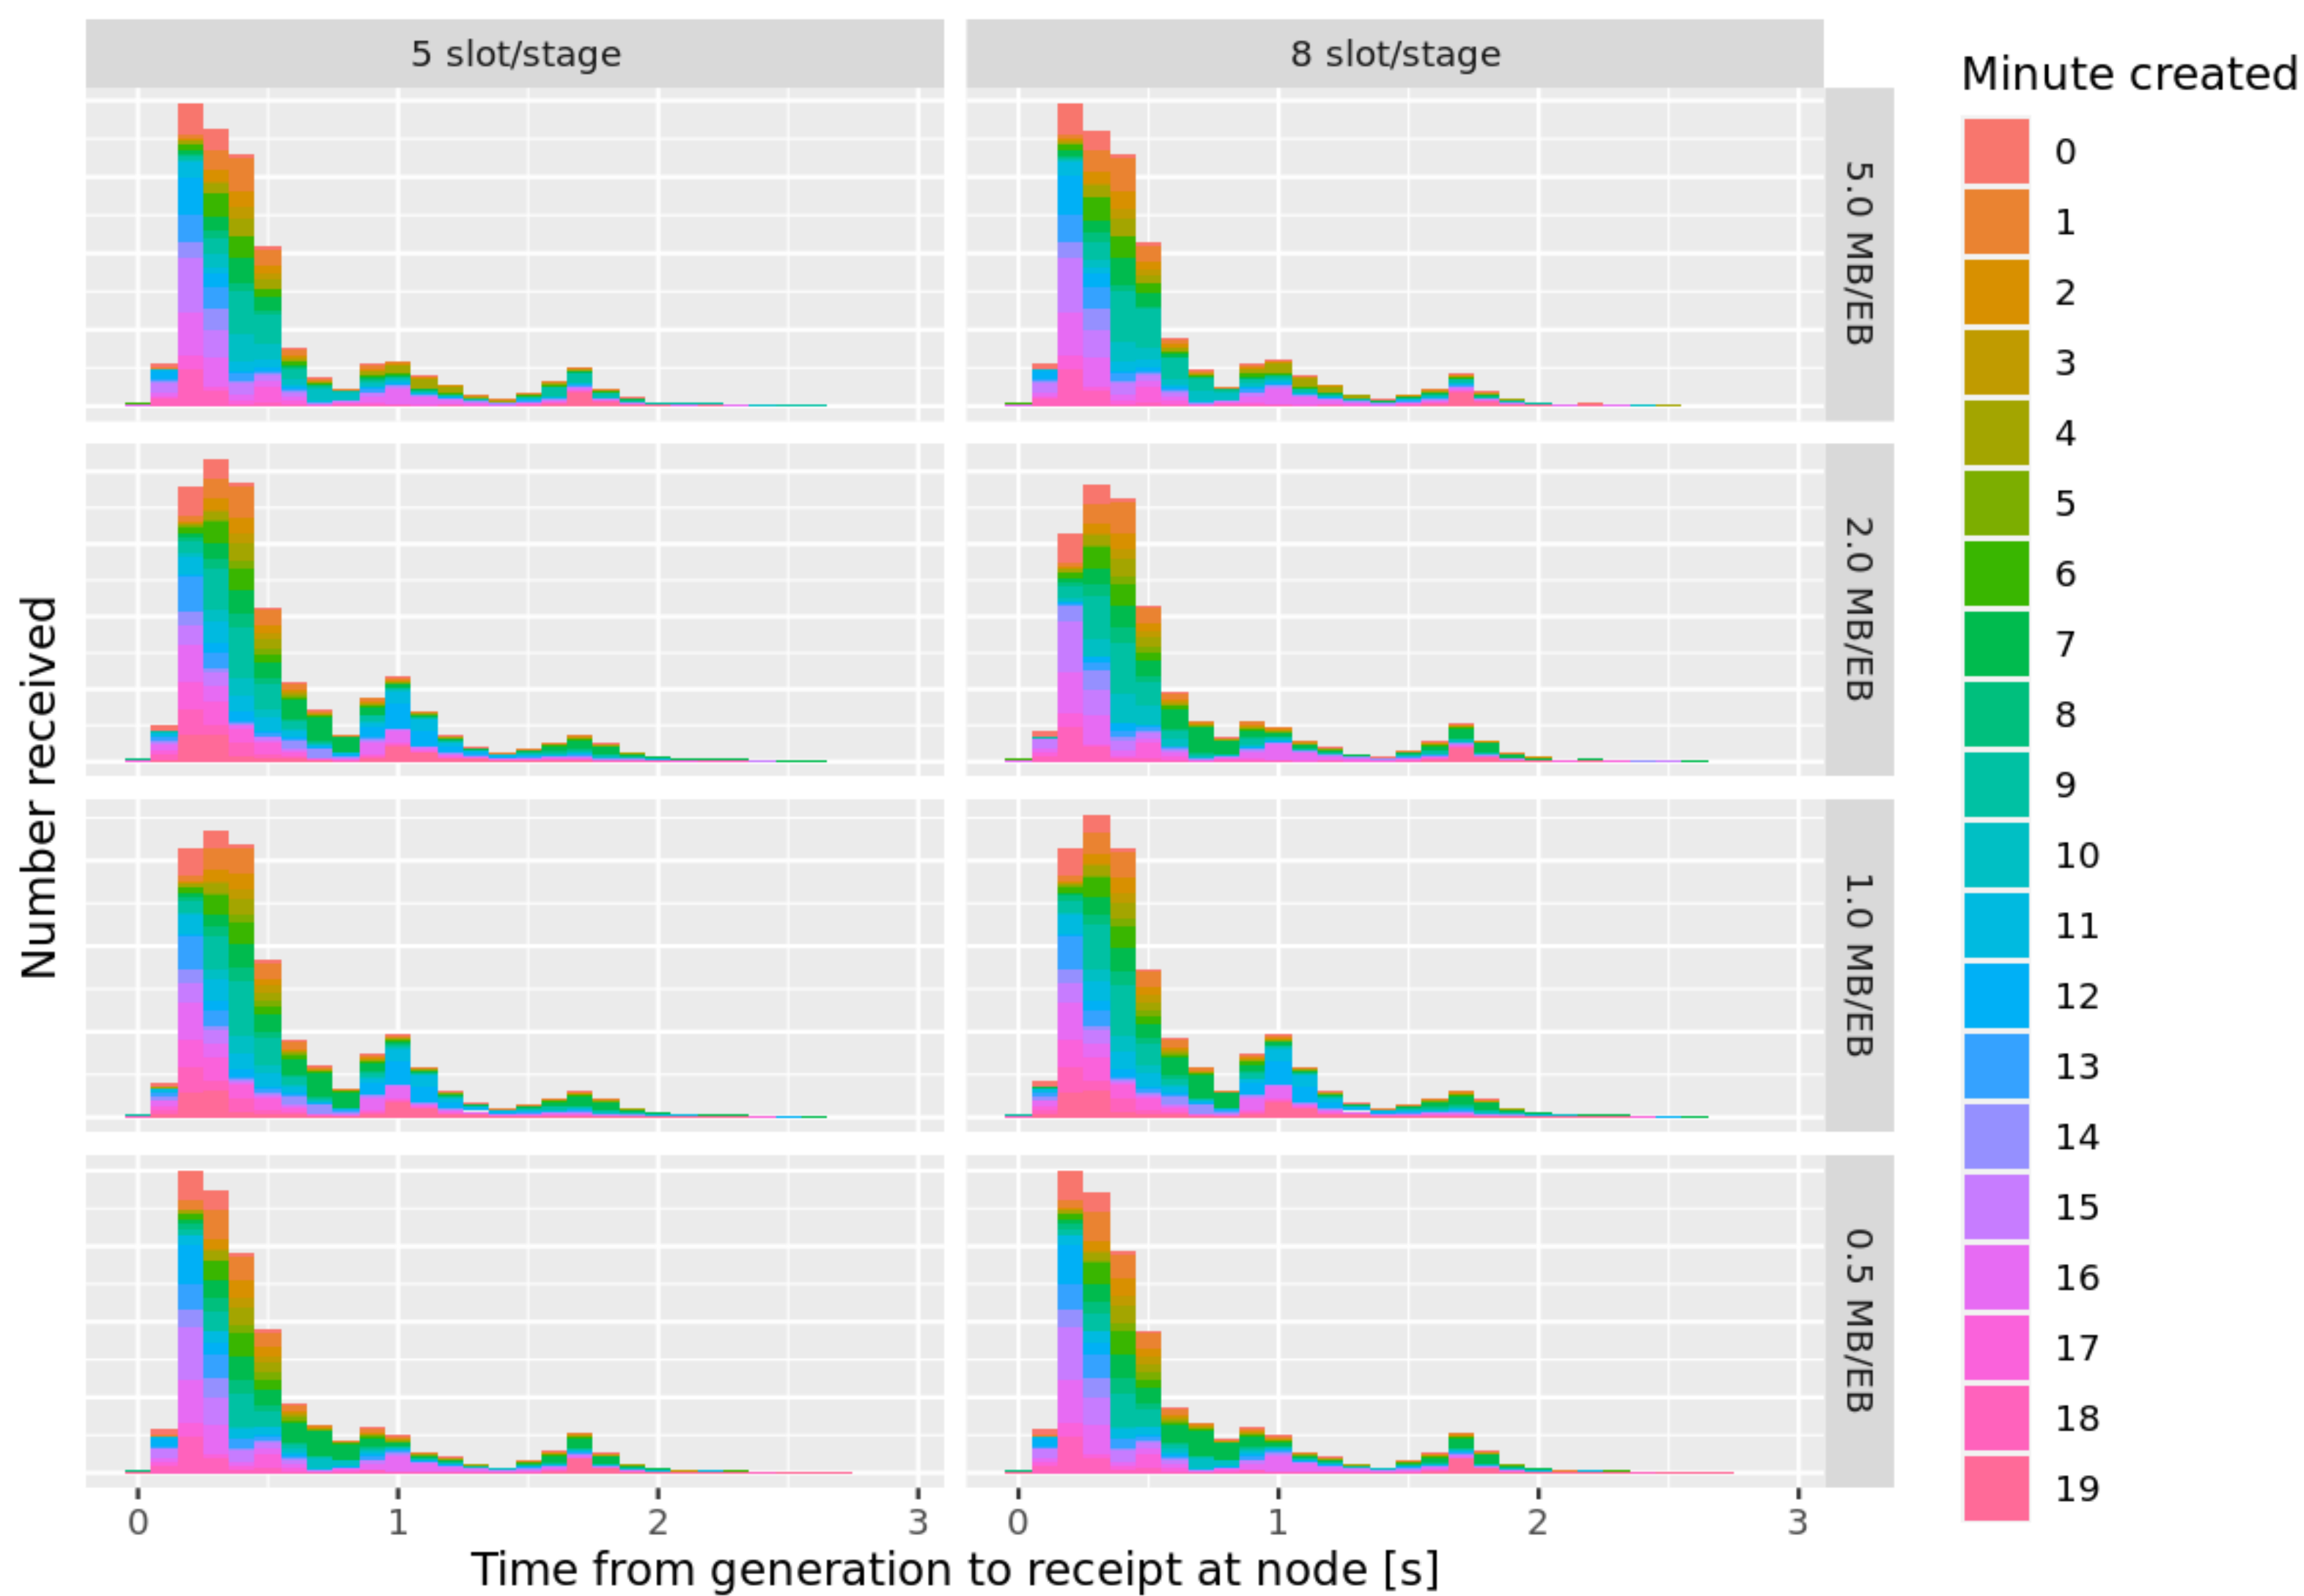 5 slot/stage
8 slot/stage
5.0 MB/EB
2.0 MB/EB
1.0 MB/EB
0.5 MB/EB
Number received
0 1 2 3
0 1 2 3
Time from generation to receipt at node [s]
Minute created
0
1
2
3
4
5
6
7
8
9
10
11
12
13
14
15
16
17
18
19